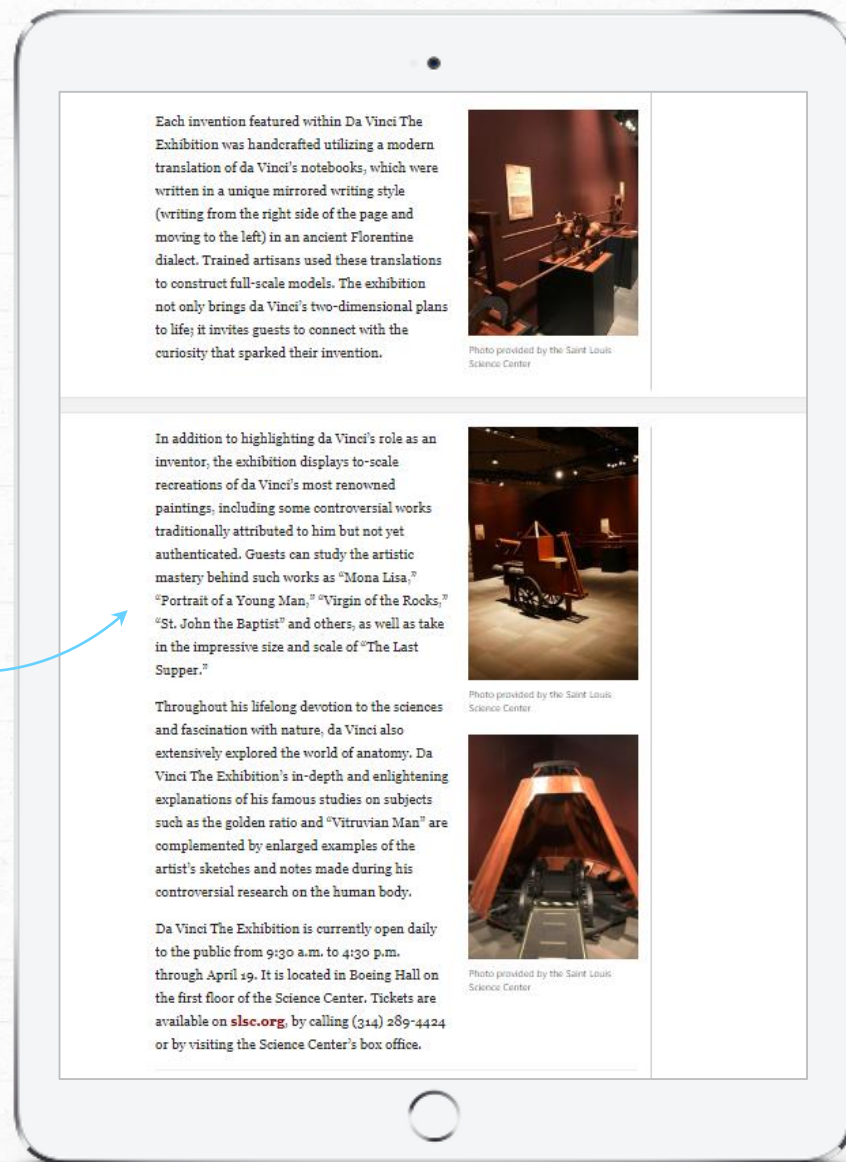 Each invention featured within Da Vinci The
Exhibition was handcrafted utilizing a modern
translation of da Vinci's notebooks, which were
written in a unique mirrored writing style
(writing from the right side of the page and
moving to the left) in an ancient Florentine
dialect. Trained artisans used these translations
to construct full-scale models. The exhibition
not only brings da Vinci's two-dimensional plans
to life; it invites guests to connect with the
curiosity that sparked their invention.
Photo provided by the Saint Louis
Science Center
In addition to highlighting da Vinci's role as an
inventor, the exhibition displays to-scale
recreations of da Vinci's most renowned
paintings, including some controversial works
traditionally attributed to him but not yet
authenticated. Guests can study the artistic
mastery behind such works as “Mona Lisa,”
“Portrait of a Young Man,” “Virgin of the Rocks,”
“St. John the Baptist” and others, as well as take
in the impressive size and scale of “The Last
Supper.”
Photo provided by the Saint Louis
Science Center
Throughout his lifelong devotion to the sciences
and fascination with nature, da Vinci also
extensively explored the world of anatomy. Da
Vinci The Exhibition's in-depth and enlightening
explanations of his famous studies on subjects
such as the golden ratio and “Vitruvian Man” are
complemented by enlarged examples of the
artist's sketches and notes made during his
controversial research on the human body.
Da Vinci The Exhibition is currently open daily
to the public from 9:30 a.m. to 4:30 p.m.
through April 19. It is located in Boeing Hall on
the first floor of the Science Center. Tickets are
available on slsc.org, by calling (314) 289-4424
or by visiting the Science Center's box office.
Photo provided by the Saint Louis
Science Center